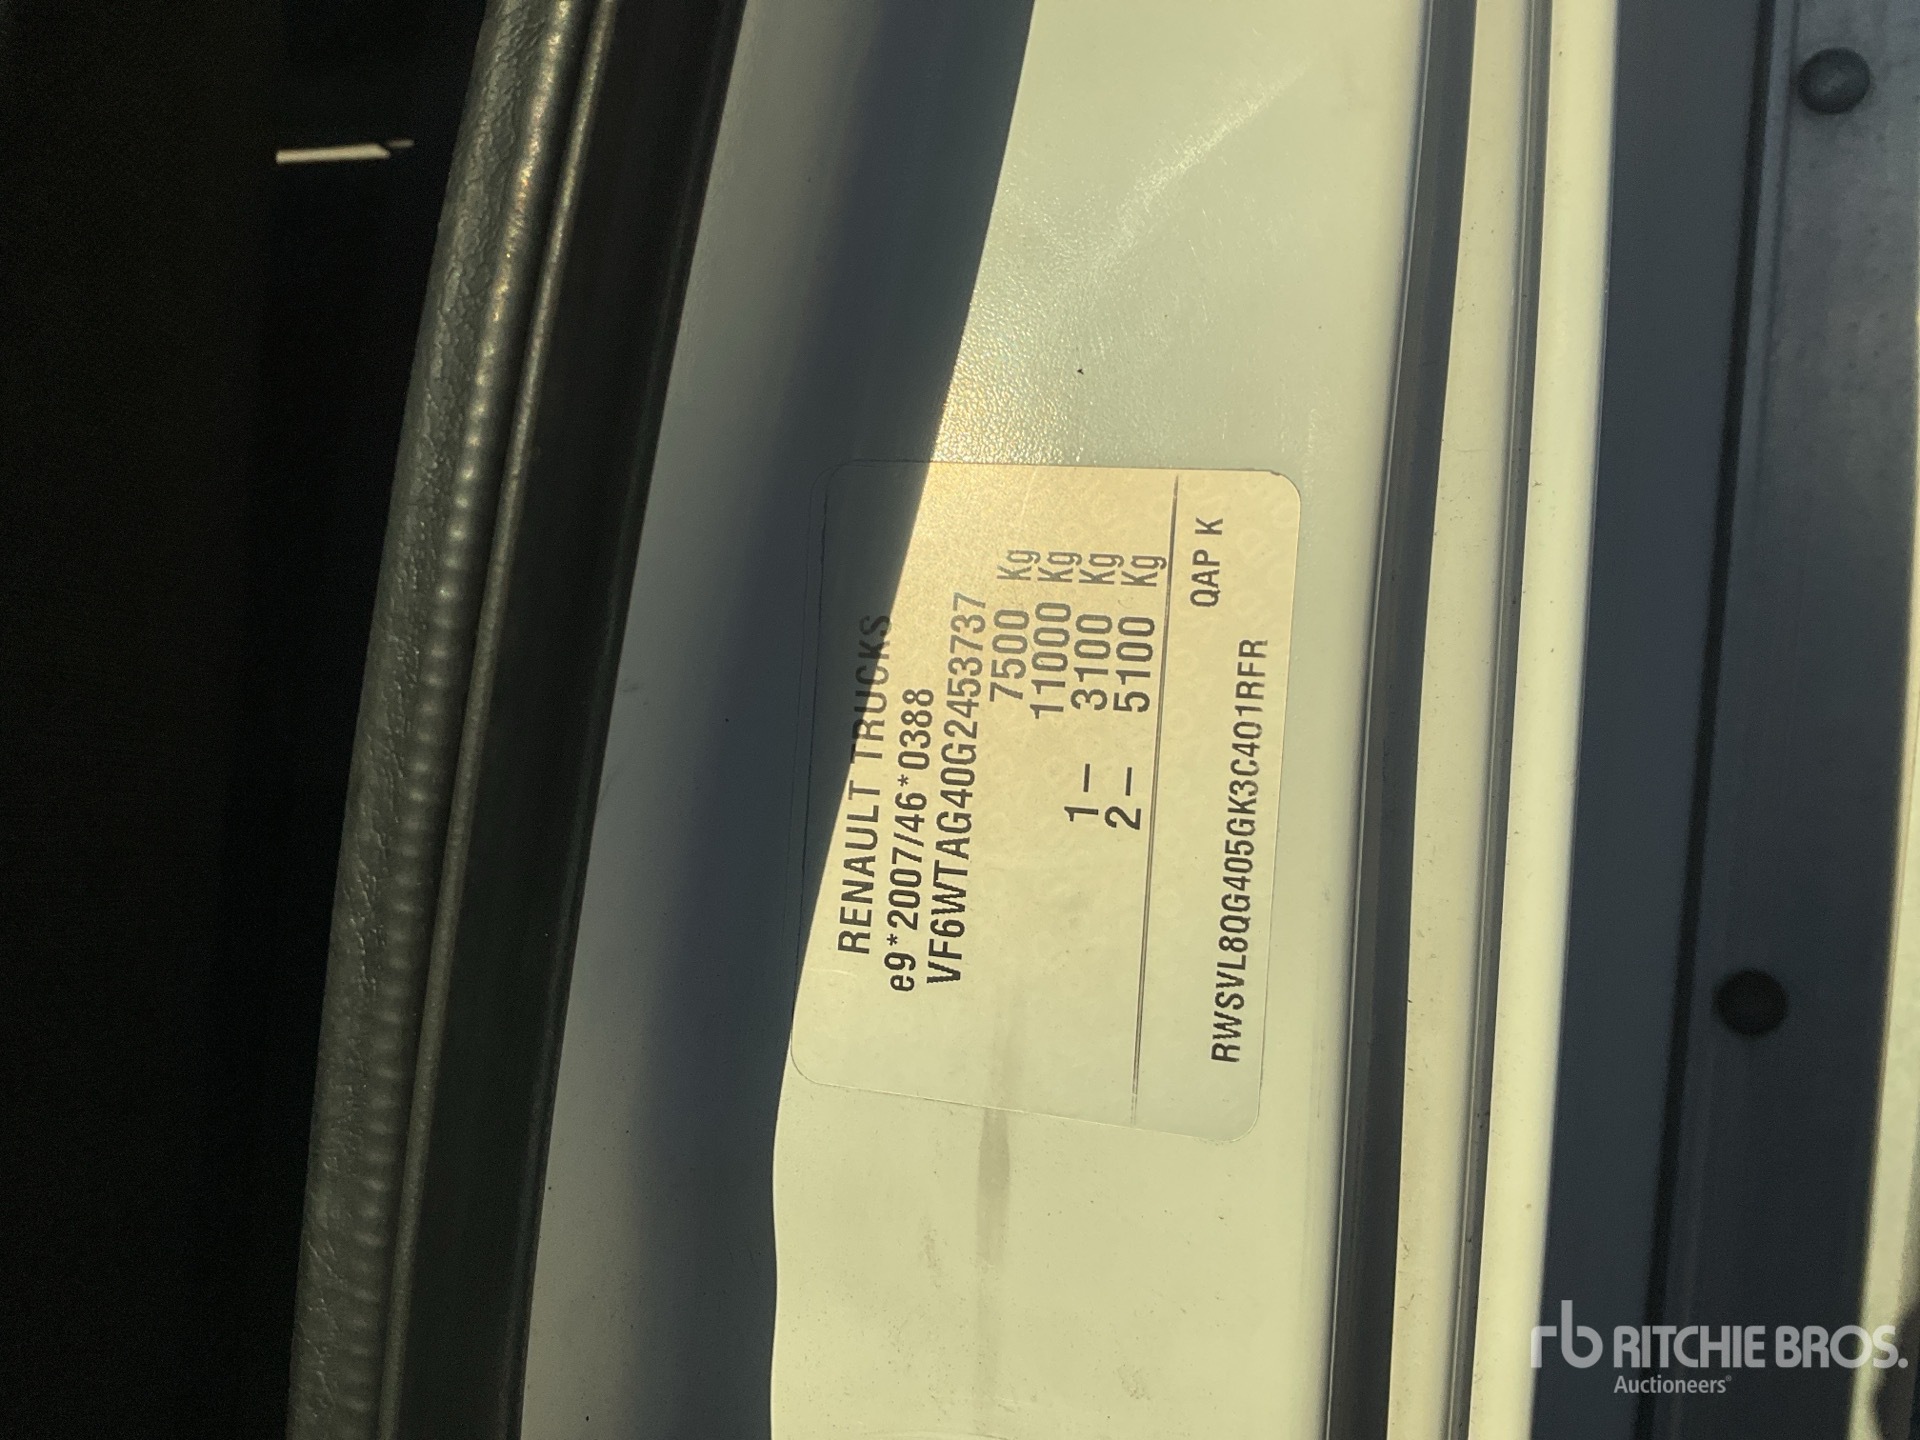 RENAULT TRUCKS
e9*2007/46*0388
VF6WTAG40G2453737
7500 Kg
11000 Kg
1- 3100 Kg
2- 5100 Kg
QAP K
RWSVL8QG405GK3C401RFR
rb RITCHIE BROS.
Auctioneers®